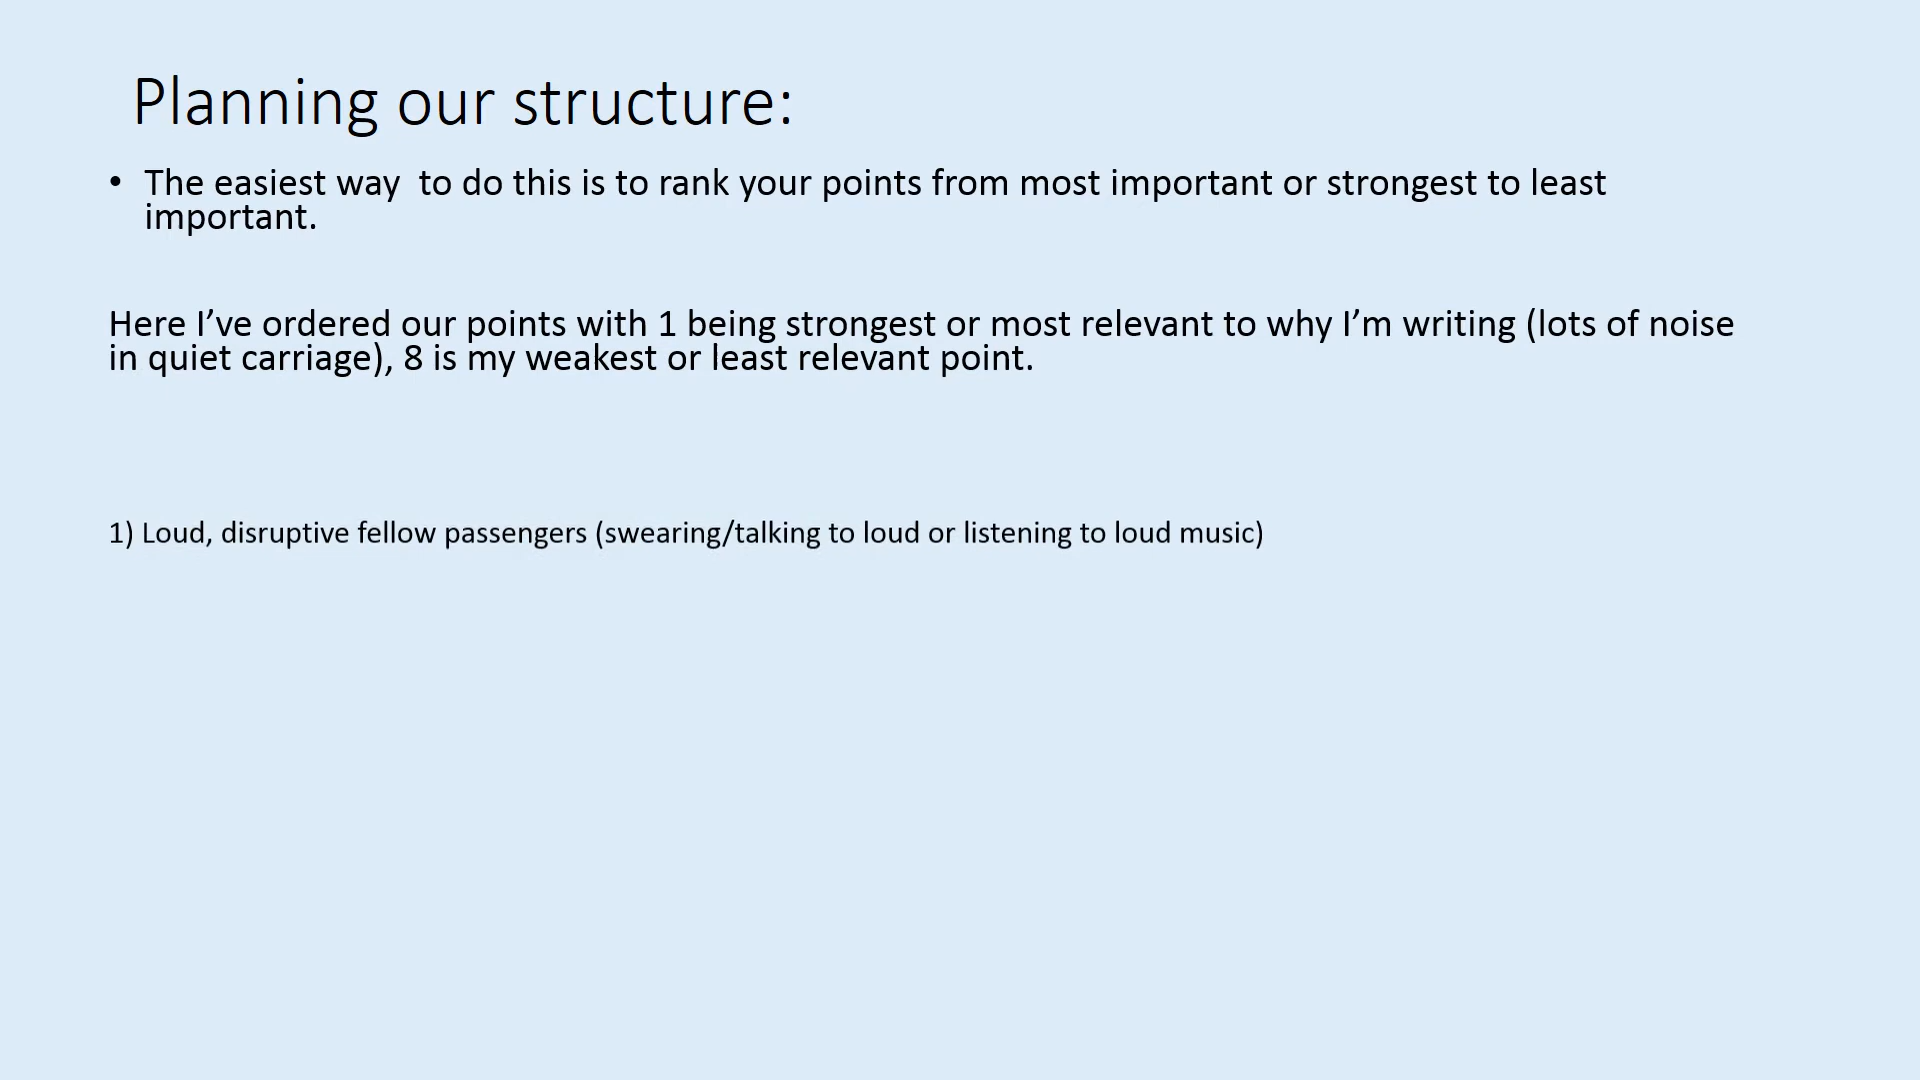 Planning our structure:
• The easiest way  to do this is to rank your points from most important or strongest to least
important.
Here I’ve ordered our points with 1 being strongest or most relevant to why I’m writing (lots of noise
in quiet carriage), 8 is my weakest or least relevant point.
1) Loud, disruptive fellow passengers (swearing/talking to loud or listening to loud music)